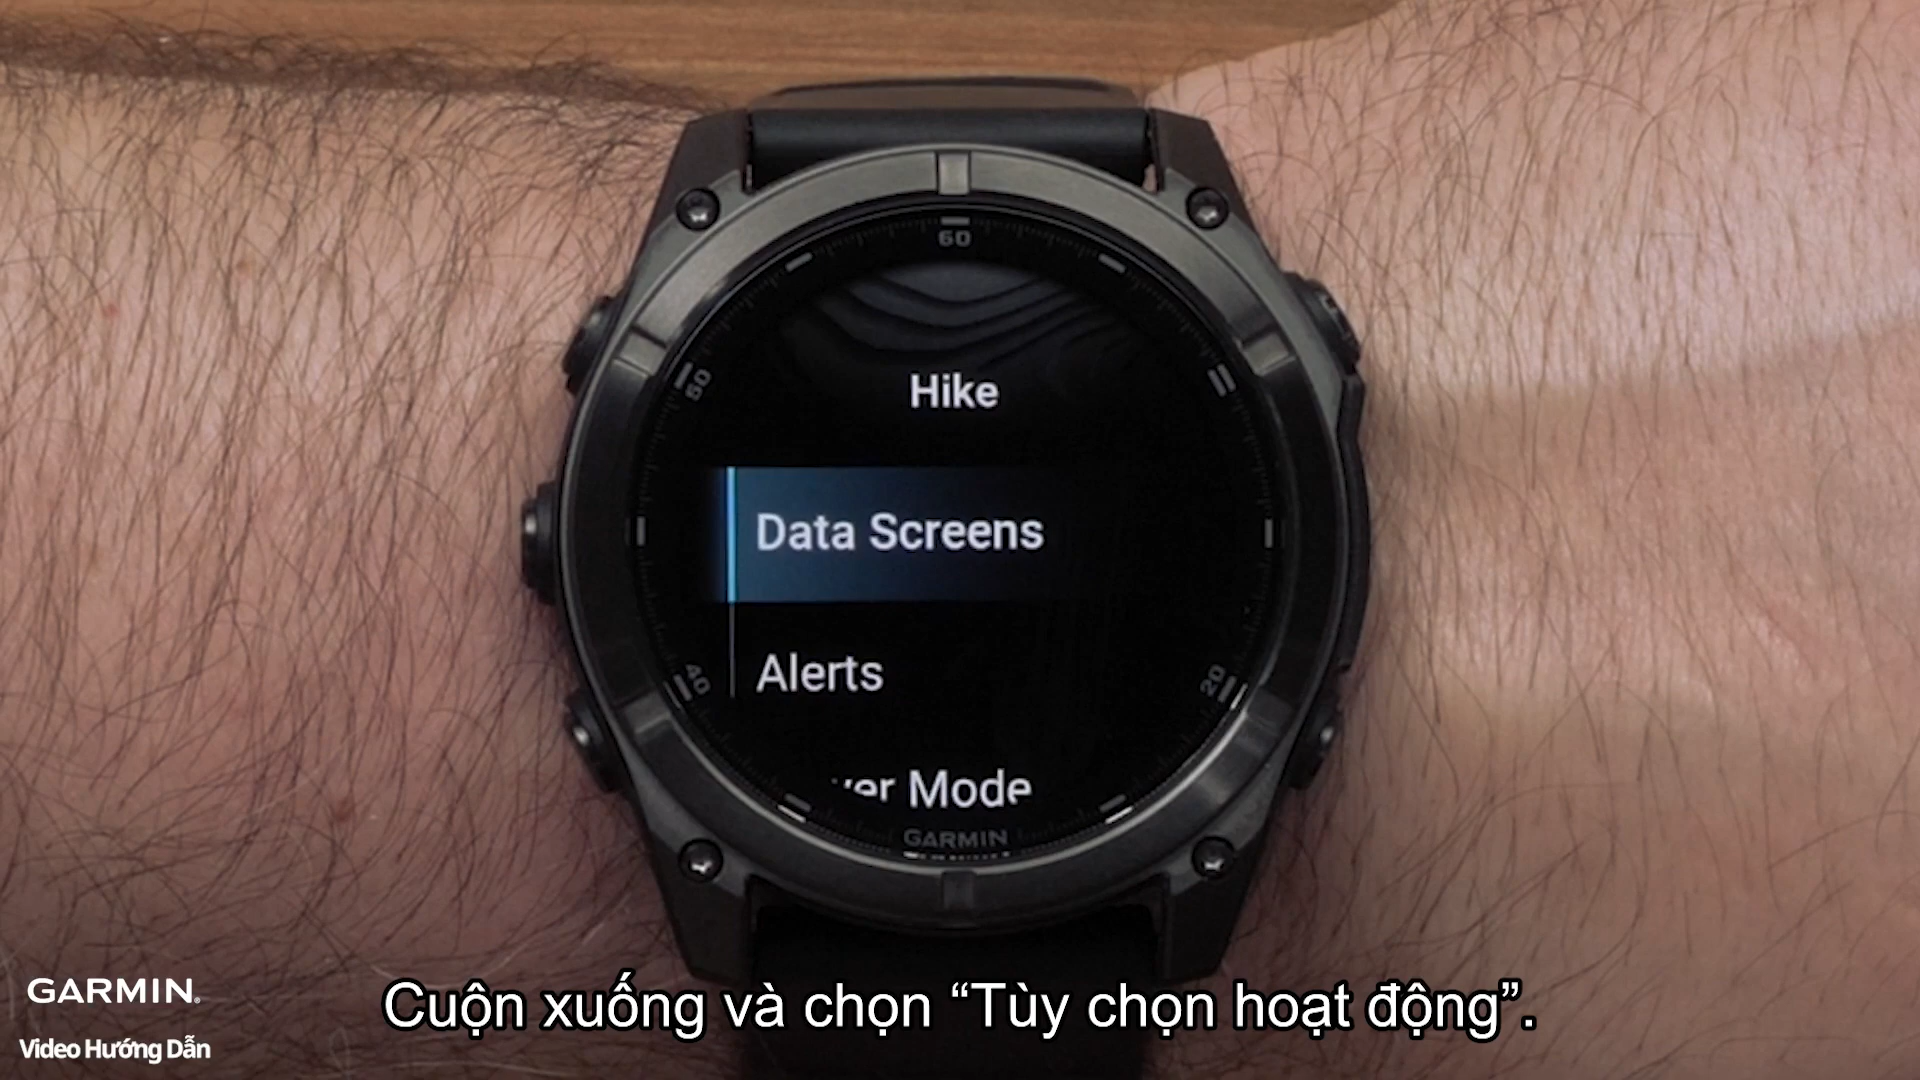 60
50
Hike
Data Screens
Alerts
40
20
Mode
GARMIN
GARMIN.
Video Hướng Dẫn
Cuộn xuống và chọn “Tùy chọn hoạt động”.